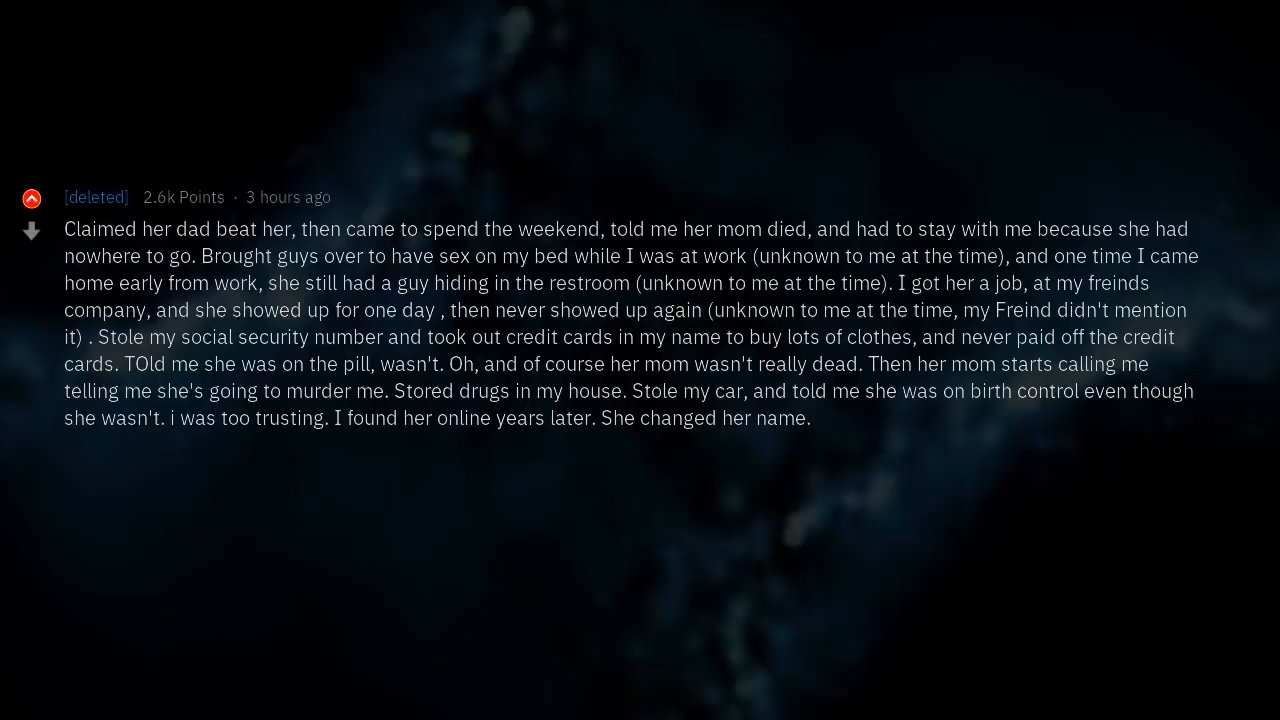 [deleted] 2.6k Points · 3 hours ago
Claimed her dad beat her, then came to spend the weekend, told me her mom died, and had to stay with me because she had
nowhere to go. Brought guys over to have sex on my bed while I was at work (unknown to me at the time), and one time I came
home early from work, she still had a guy hiding in the restroom (unknown to me at the time). I got her a job, at my freinds
company, and she showed up for one day , then never showed up again (unknown to me at the time, my Freind didn't mention
it) . Stole my social security number and took out credit cards in my name to buy lots of clothes, and never paid off the credit
cards. TOld me she was on the pill, wasn't. Oh, and of course her mom wasn't really dead. Then her mom starts calling me
telling me she's going to murder me. Stored drugs in my house. Stole my car, and told me she was on birth control even though
she wasn't. i was too trusting. I found her online years later. She changed her name.